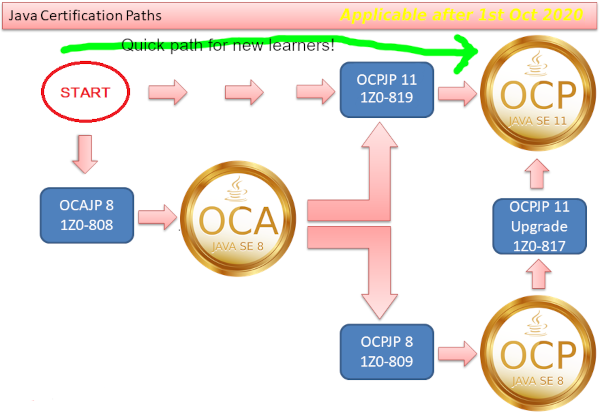 Java Certification Paths
Applicable after 1st Oct 2020
Quick path for new learners!
START
OCPJP 11
1Z0-819
OCP
JAVA SE 11
OCAJP 8
1Z0-808
OCA
JAVA SE 8
OCPJP 11
Upgrade
1Z0-817
OCPJP 8
1Z0-809
OCP
JAVA SE 8